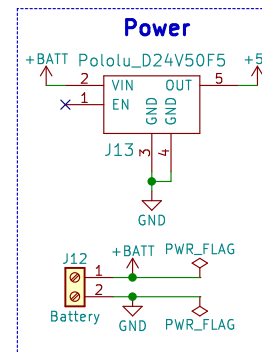 Power
+BATT Pololu_D24V50F5 +5
2 VIN OUT 5
1 EN GND GND
J13 3 4
GND
J12 +BATT PWR_FLAG
1
2
Battery GND PWR_FLAG